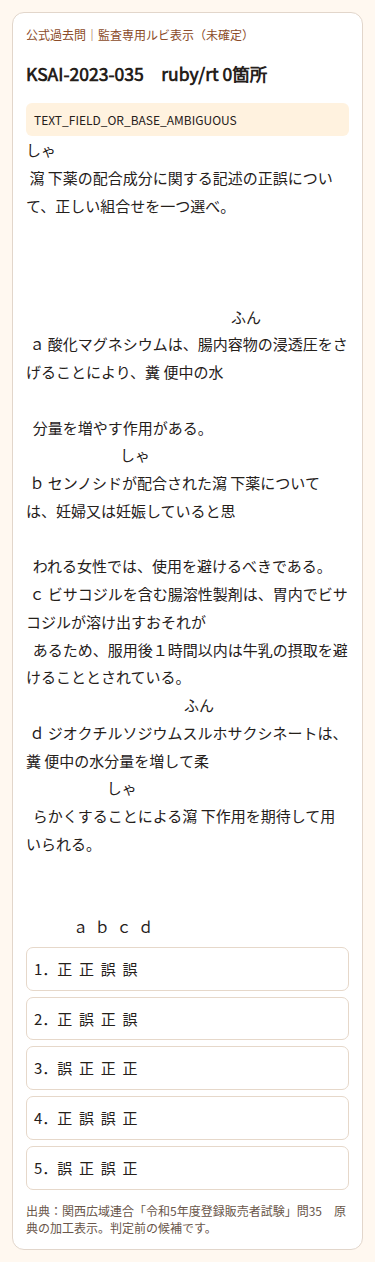 公式過去問｜監査専用ルビ表示（未確定）
KSAI-2023-035　ruby/rt 0箇所
TEXT_FIELD_OR_BASE_AMBIGUOUS
しゃ
瀉 下薬の配合成分に関する記述の正誤につい
て、正しい組合せを一つ選べ。
ふん
ａ 酸化マグネシウムは、腸内容物の浸透圧をさ
げることにより、糞 便中の水
分量を増やす作用がある。
しゃ
ｂ センノシドが配合された瀉 下薬について
は、妊婦又は妊娠していると思
われる女性では、使用を避けるべきである。
ｃ ビサコジルを含む腸溶性製剤は、胃内でビサ
コジルが溶け出すおそれが
あるため、服用後１時間以内は牛乳の摂取を避
けることとされている。
ふん
ｄ ジオクチルソジウムスルホサクシネートは、
糞 便中の水分量を増して柔
しゃ
らかくすることによる瀉 下作用を期待して用
いられる。
ａ ｂ ｃ ｄ
1. 正 正 誤 誤
2. 正 誤 正 誤
3. 誤 正 正 正
4. 正 誤 誤 正
5. 誤 正 誤 正
出典：関西広域連合「令和5年度登録販売者試験」問35　原
典の加工表示。判定前の候補です。